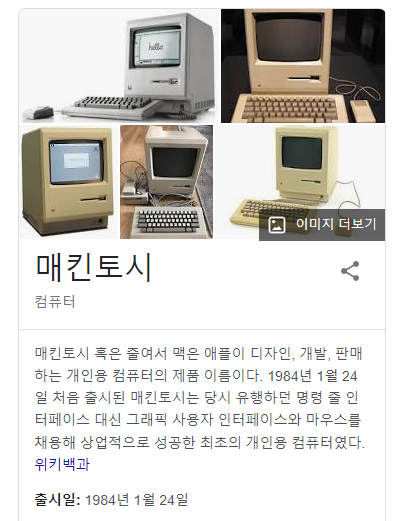 hello
이미지 더보기
매킨토시
컴퓨터
매킨토시 혹은 줄여서 맥은 애플이 디자인, 개발, 판매
하는 개인용 컴퓨터의 제품 이름이다. 1984년 1월 24
일 처음 출시된 매킨토시는 당시 유행하던 명령 줄 인
터페이스 대신 그래픽 사용자 인터페이스와 마우스를
채용해 상업적으로 성공한 최초의 개인용 컴퓨터였다.
위키백과
출시일: 1984년 1월 24일